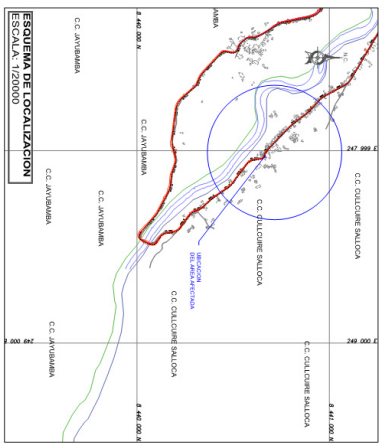 ESQUEMA DE LOCALIZACION
ESCALA: 1/20000
AMBA
C.C. JAYUBAMBA
8 440 000 N
N.C.
C.C. JAYUBAMBA
247 999 E
C.C. CULLCUIRE SALLOCA
C.C. CULLCUIRE SALLOCA
C.C. JAYUBAMBA
C.C. JAYUBAMBA
UBICACION
DEL AREA AFECTADA
C.C. JAYUBAMBA
C.C. CULLCUIRE SALLOCA
C.C. CULLCUIRE SALLOCA
249 000 E
C.C. JAYUBAMBA
249 000 E
8 440 000 N
8 441 000 N